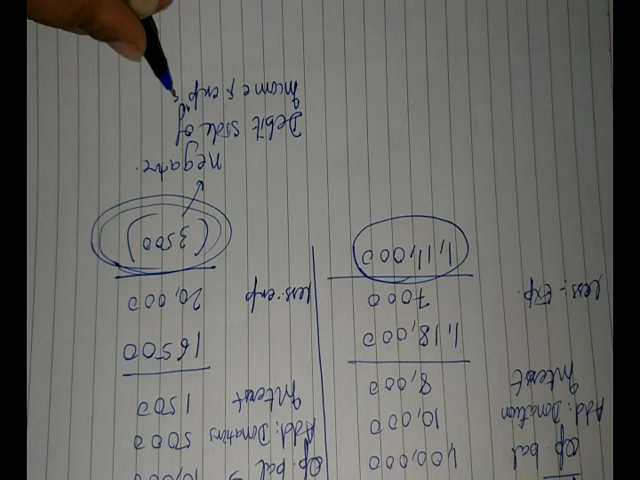 Op. bal 1,00,000
Add: Donation 10,000
Interest 8,000
1,18,000
Less:- Exp. 7000
1,11,000
Op. bal 10,000
Add: Donations 5000
Interest 1500
16500
Less: exp 20,000
(3500)
negative.
Debit side of
Income & exp.